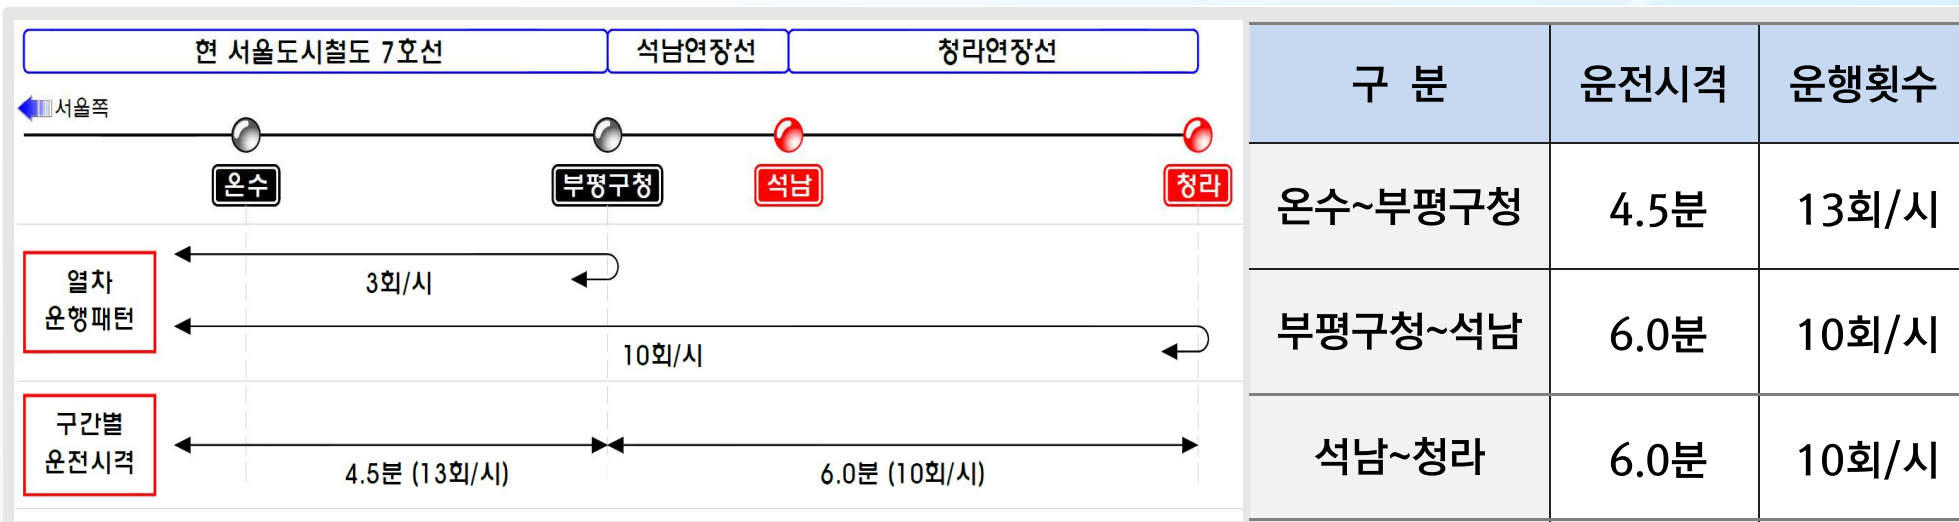 현 서울도시철도 7호선 석남연장선 청라연장선
서울쪽
온수 부평구청 석남 청라
열차
운행패턴
3회/시
10회/시
구간별
운전시격
4.5분 (13회/시) 6.0분 (10회/시)
구 분 운전시격 운행횟수
온수~부평구청 4.5분 13회/시
부평구청~석남 6.0분 10회/시
석남~청라 6.0분 10회/시